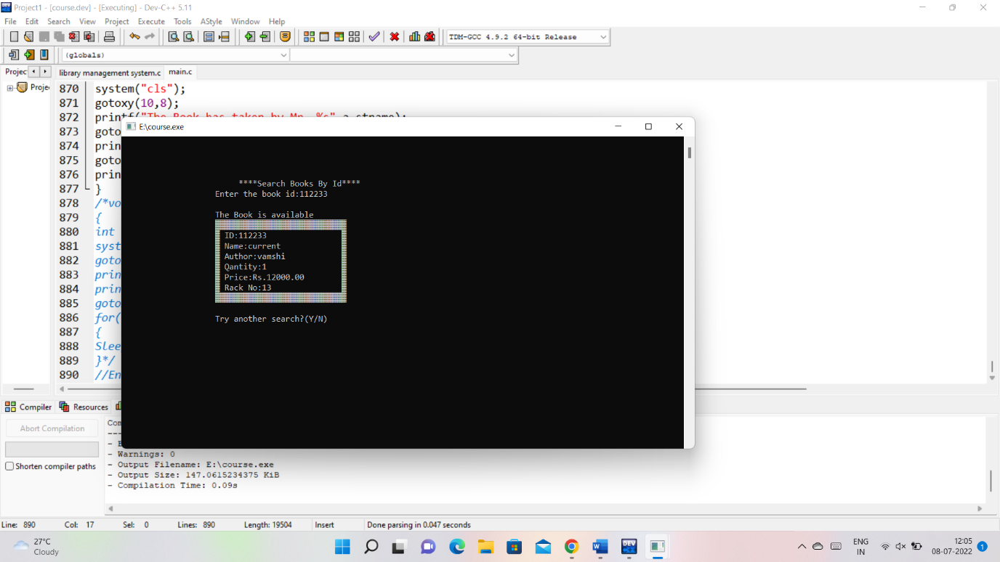 Project1 - [course.dev] - [Executing] - Dev-C++ 5.11
File Edit Search View Project Execute Tools AStyle Window Help
TDM-GCC 4.9.2 64-bit Release
(globals)
Projec library management system.c main.c
Proje
870 system("cls");
871 gotoxy(10,8);
872 printf("The Book has taken by Mr. %s",a.stname);
873 goto
874 prin
875 goto
876 prin
877 }
878 /*vo
879 {
880 int
881 syst
882 goto
883 prin
884 prin
885 goto
886 for(
887 {
888 Slee
889 }*/
890 //En
E:\course.exe
****Search Books By Id****
Enter the book id:112233
The Book is available
ID:112233
Name:current
Author:vamshi
Qantity:1
Price:Rs.12000.00
Rack No:13
Try another search?(Y/N)
Compiler Resources
Abort Compilation
Shorten compiler paths
Com
---
- E
- Warnings: 0
- Output Filename: E:\course.exe
- Output Size: 147.0615234375 KiB
- Compilation Time: 0.09s
Line: 890 Col: 17 Sel: 0 Lines: 890 Length: 19504 Insert Done parsing in 0.047 seconds
27°C
Cloudy
DEV
ENG
IN
12:05
08-07-2022
1